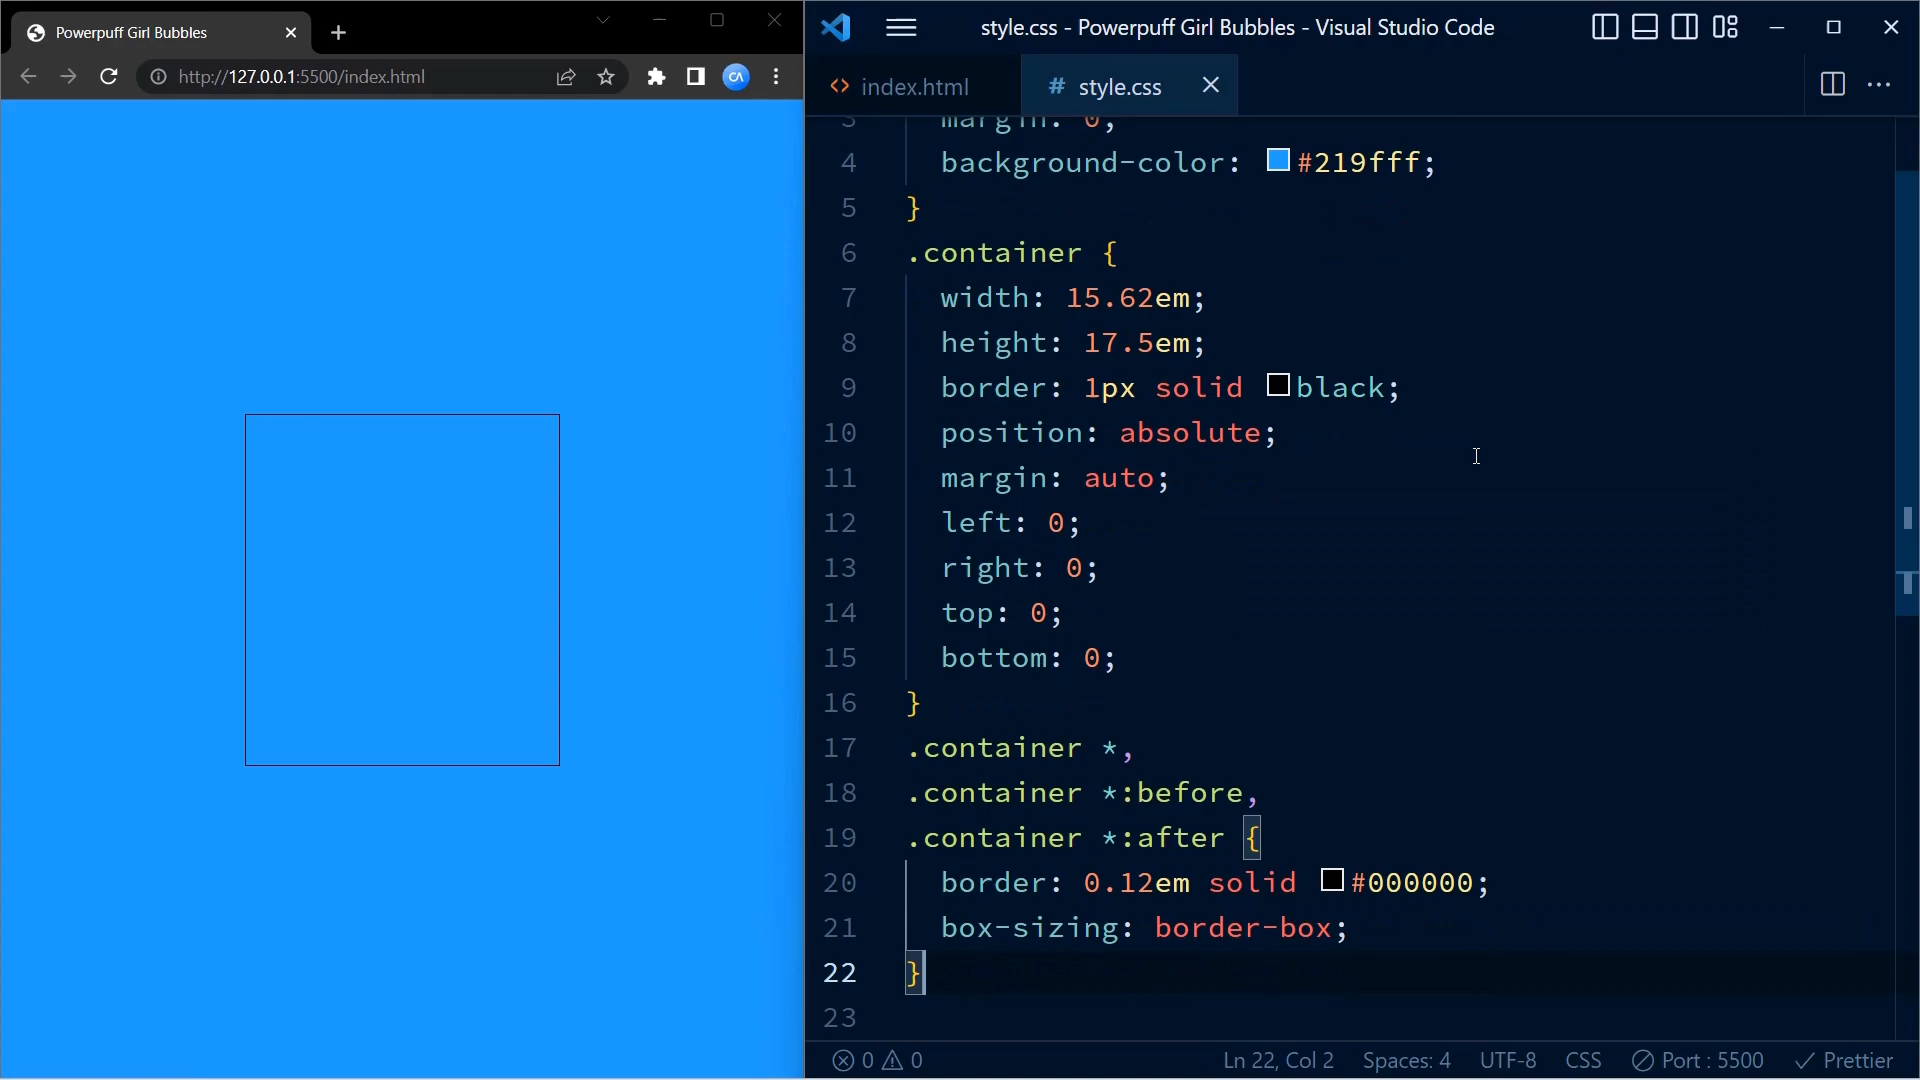 Powerpuff Girl Bubbles
http://127.0.0.1:5500/index.html
CA
style.css - Powerpuff Girl Bubbles - Visual Studio Code
<> index.html
# style.css
3 margin: 0;
4 background-color: #219fff;
5 }
6 .container {
7 width: 15.62em;
8 height: 17.5em;
9 border: 1px solid black;
10 position: absolute;
11 margin: auto;
12 left: 0;
13 right: 0;
14 top: 0;
15 bottom: 0;
16 }
17 .container *,
18 .container *:before,
19 .container *:after {
20 border: 0.12em solid #000000;
21 box-sizing: border-box;
22 }
23
0 0 Ln 22, Col 2 Spaces: 4 UTF-8 CSS Port : 5500 Prettier